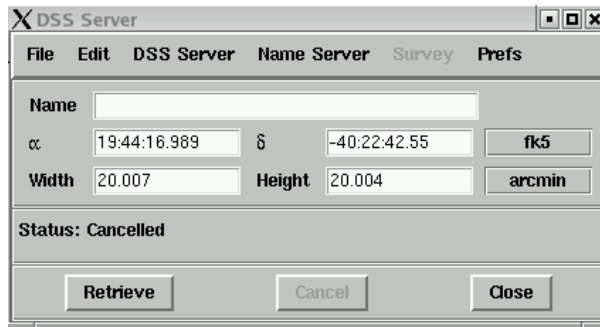 X DSS Server
File Edit DSS Server Name Server Survey Prefs
Name
α 19:44:16.989 δ -40:22:42.55 fk5
Width 20.007 Height 20.004 arcmin
Status: Cancelled
Retrieve Cancel Close